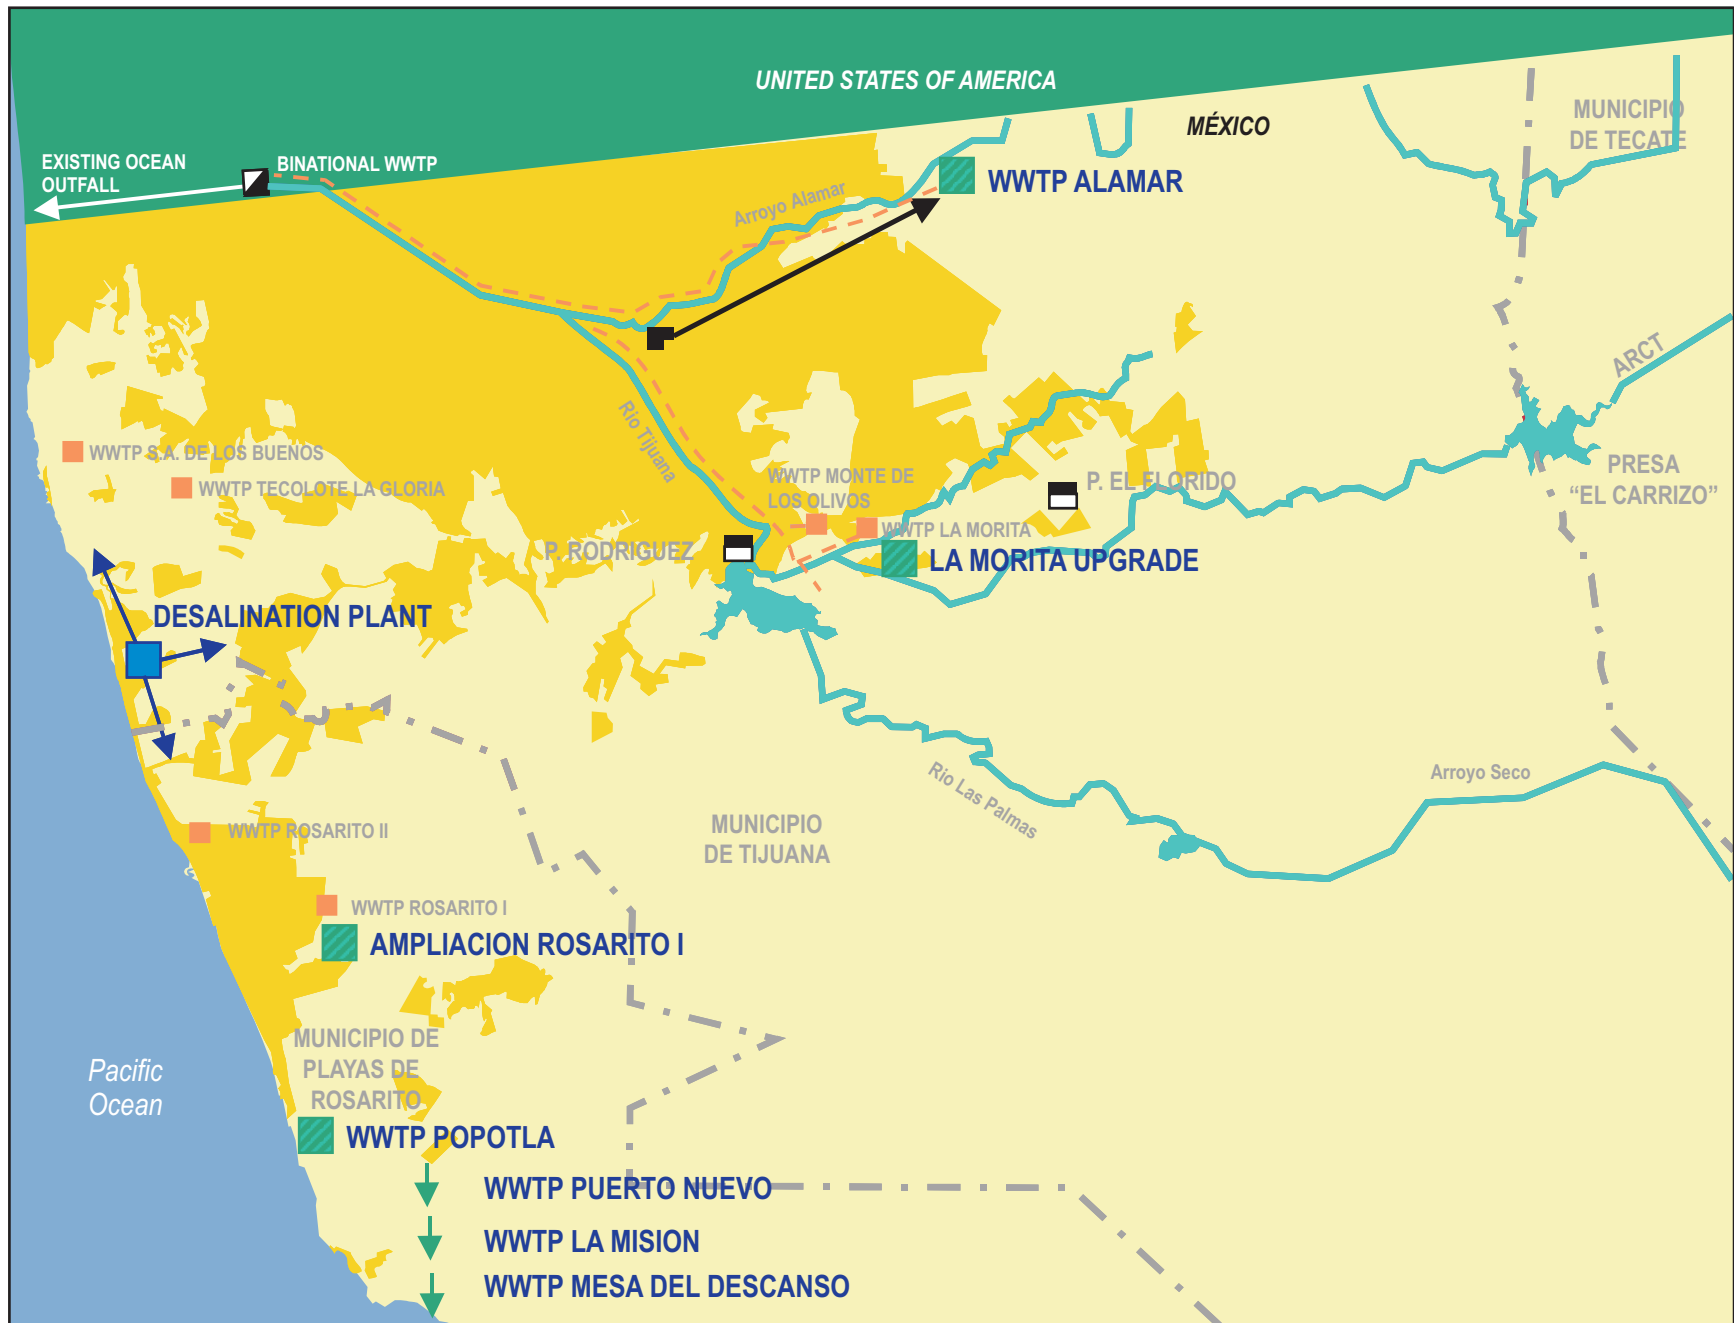 UNITED STATES OF AMERICA
MÉXICO
MUNICIPIO
DE TECATE
EXISTING OCEAN
OUTFALL
BINANATIONAL WWTP
WWTP ALAMAR
Arroyo Alamar
ARCT
Rio Tijuana
WWTP S.A. DE LOS BUENOS
WWTP TECOLOTE LA GLORIA
WWTP MONTE DE
LOS OLIVOS
P. EL FLORIDO
PRESA
“EL CARRIZO”
WWTP LA MORITA
P. RODRIGUEZ
LA MORITA UPGRADE
DESALINATION PLANT
Rio Las Palmas
Arroyo Seco
MUNICIPIO
DE TIJUANA
WWTP ROSARITO II
WWTP ROSARITO I
AMPLIACION ROSARITO I
MUNICIPIO DE
PLAYAS DE
ROSARITO
Pacific
Ocean
WWTP POPOTLA
WWTP PUERTO NUEVO
WWTP LA MISION
WWTP MESA DEL DESCANSO